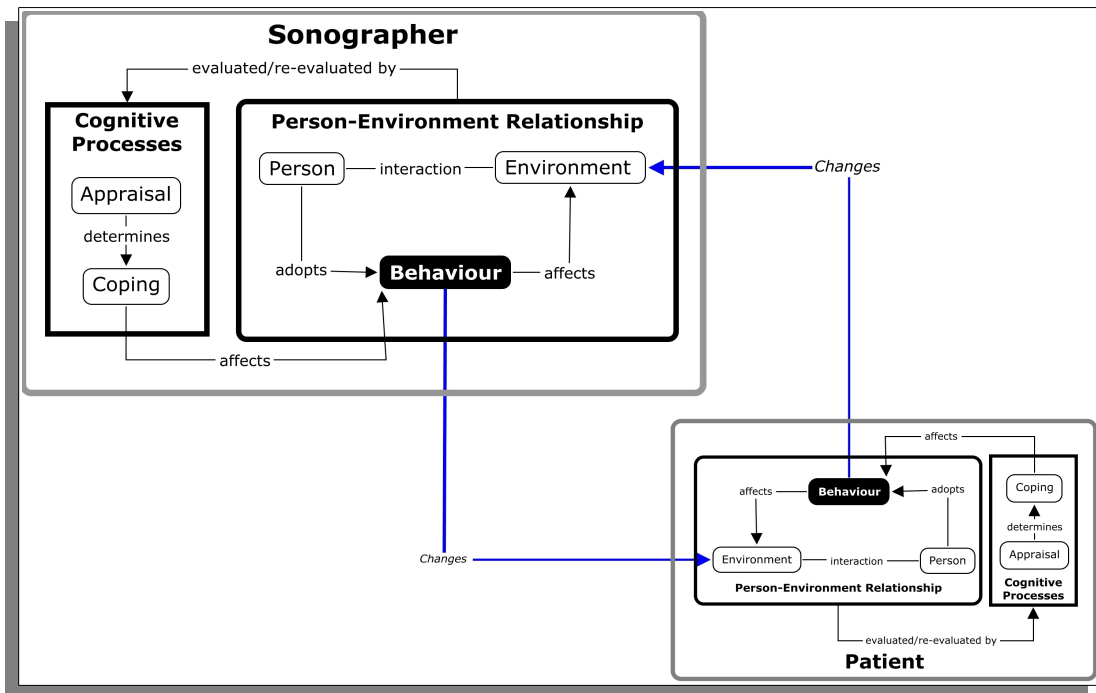 Sonographer
evaluated/re-evaluated by
Cognitive
Processes
Appraisal
determines
Coping
Person-Environment Relationship
Person
interaction
Environment
adopts
Behaviour
affects
affects
Changes
Changes
affects
Behaviour
affects
adopts
Environment
interaction
Person
Person-Environment Relationship
Coping
determines
Appraisal
Cognitive
Processes
evaluated/re-evaluated by
Patient